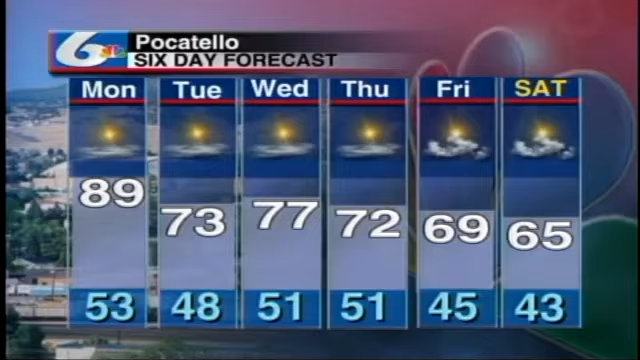 6 Pocatello
SIX DAY FORECAST
Mon Tue Wed Thu Fri SAT
89 73 77 72 69 65
53 48 51 51 45 43